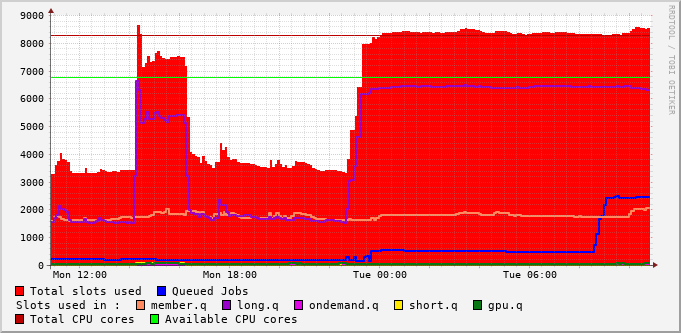 9000
8000
7000
6000
5000
4000
3000
2000
1000
0
Mon 12:00 Mon 18:00 Tue 00:00 Tue 06:00
RRDTOOL / TOBI OETIKER
Total slots used Queued Jobs
Slots used in : member.q long.q ondemand.q short.q gpu.q
Total CPU cores Available CPU cores